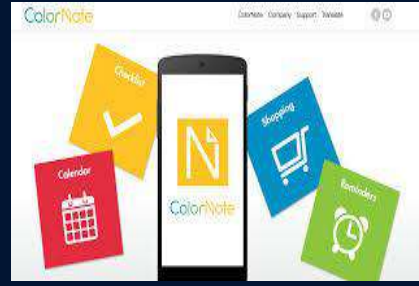 ColorNote
ColorNote Company Support Translate
Checklist
Shopping
Calendar
Reminders
N
ColorNote